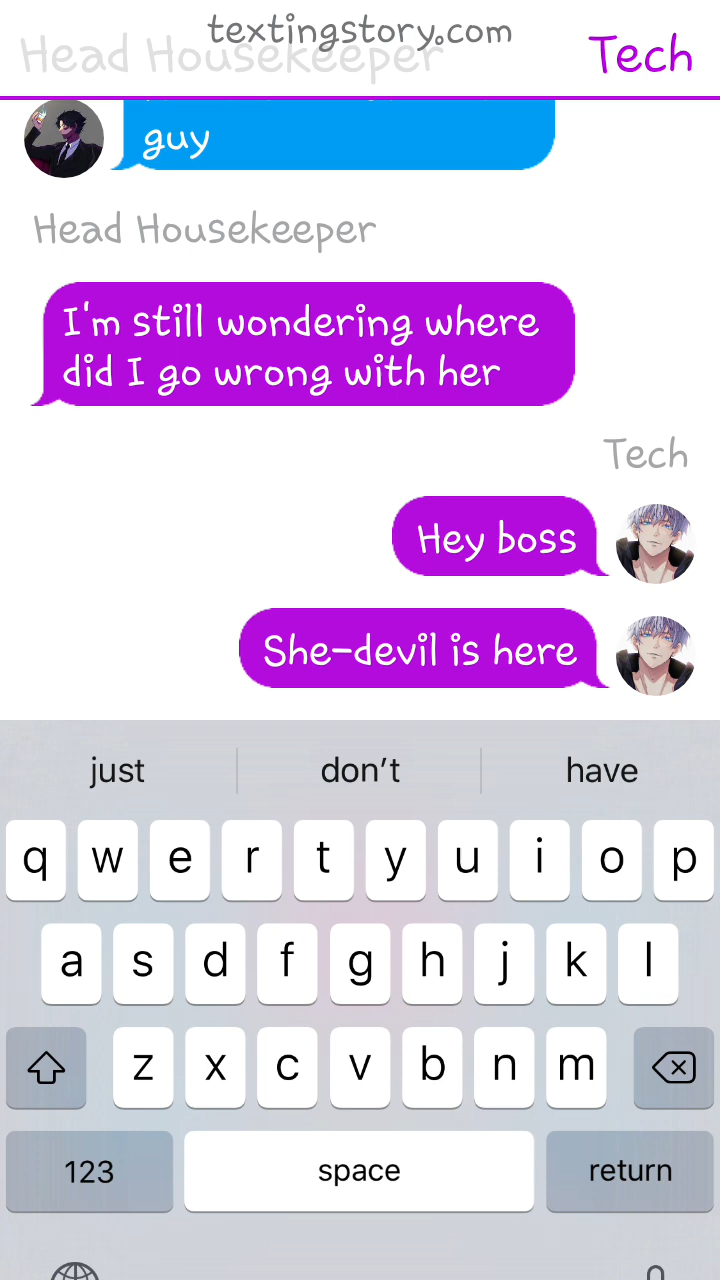 textingstory.com
Head Housekeeper
Tech
guy
Head Housekeeper
I'm still wondering where
did I go wrong with her
Tech
Hey boss
She-devil is here
just don't have
q w e r t y u i o p
a s d f g h j k l
z x c v b n m
123 space return